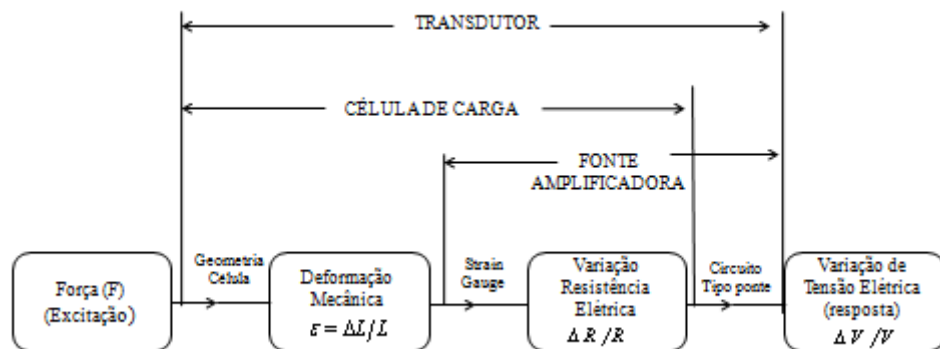 TRANSDUTOR
CÉLULA DE CARGA
FONTE
AMPLIFICADORA
Força (F)
(Excitação)
Geometria
Célula
Deformação
Mecânica
ε = ΔL/L
Strain
Gauge
Variação
Resistência
Elétrica
ΔR/R
Circuito
Tipo ponte
Variação de
Tensão Elétrica
(resposta)
ΔV/V